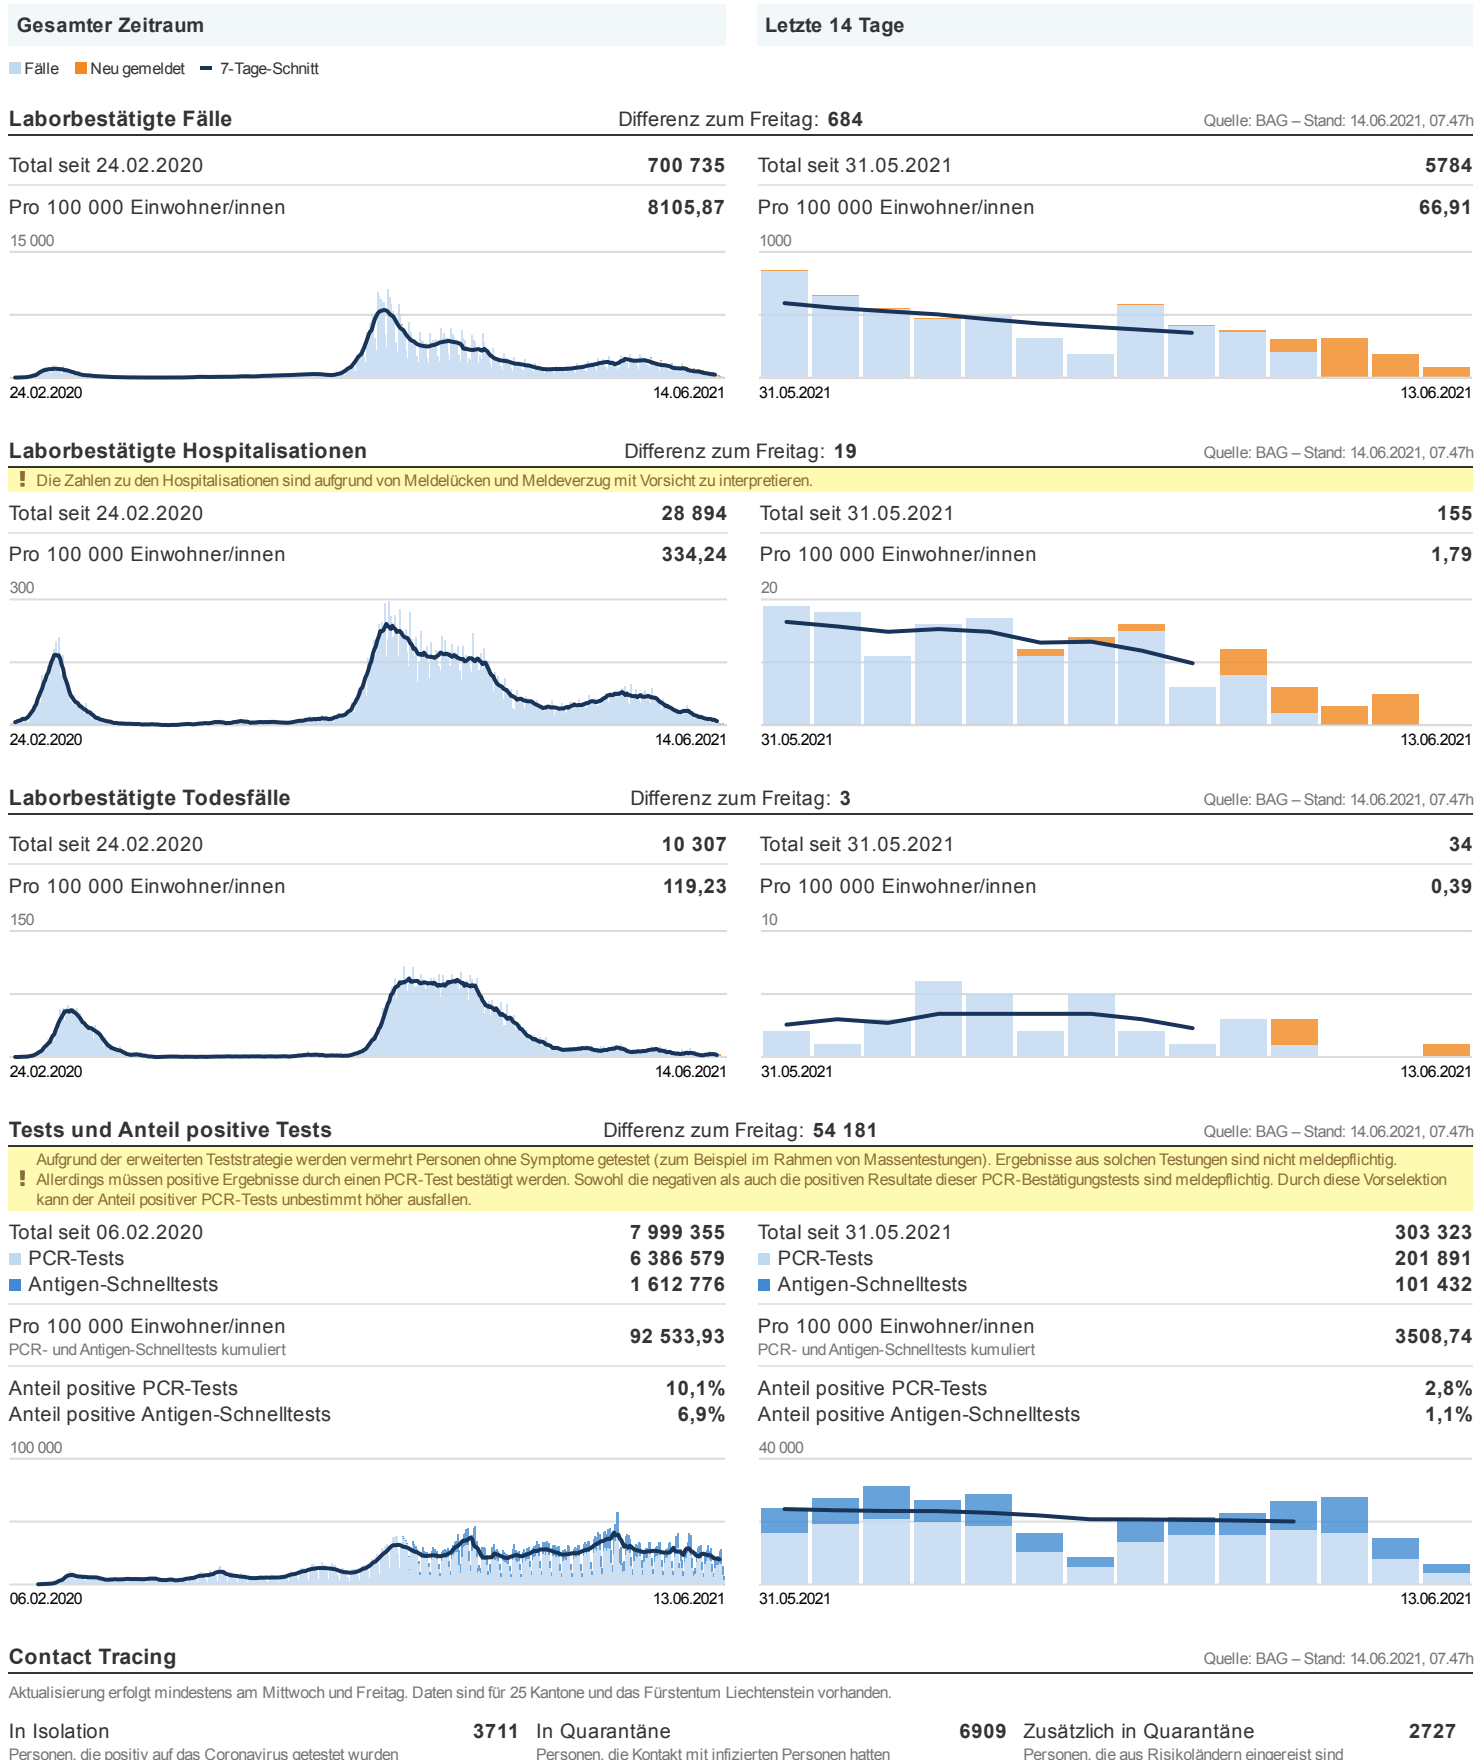 Gesamter Zeitraum
Letzte 14 Tage
Fälle Neu gemeldet 7-Tage-Schnitt
Laborbestätigte Fälle Differenz zum Freitag: 684 Quelle: BAG – Stand: 14.06.2021, 07.47h
Total seit 24.02.2020 700 735 Total seit 31.05.2021 5784
Pro 100 000 Einwohner/innen 8105,87 Pro 100 000 Einwohner/innen 66,91
15 000 1000
24.02.2020 14.06.2021 31.05.2021 13.06.2021
Laborbestätigte Hospitalisationen Differenz zum Freitag: 19 Quelle: BAG – Stand: 14.06.2021, 07.47h
! Die Zahlen zu den Hospitalisationen sind aufgrund von Meldelücken und Meldeverzug mit Vorsicht zu interpretieren.
Total seit 24.02.2020 28 894 Total seit 31.05.2021 155
Pro 100 000 Einwohner/innen 334,24 Pro 100 000 Einwohner/innen 1,79
300 20
24.02.2020 14.06.2021 31.05.2021 13.06.2021
Laborbestätigte Todesfälle Differenz zum Freitag: 3 Quelle: BAG – Stand: 14.06.2021, 07.47h
Total seit 24.02.2020 10 307 Total seit 31.05.2021 34
Pro 100 000 Einwohner/innen 119,23 Pro 100 000 Einwohner/innen 0,39
150 10
24.02.2020 14.06.2021 31.05.2021 13.06.2021
Tests und Anteil positive Tests Differenz zum Freitag: 54 181 Quelle: BAG – Stand: 14.06.2021, 07.47h
Aufgrund der erweiterten Teststrategie werden vermehrt Personen ohne Symptome getestet (zum Beispiel im Rahmen von Massentestungen). Ergebnisse aus solchen Testungen sind nicht meldepflichtig.
! Allerdings müssen positive Ergebnisse durch einen PCR-Test bestätigt werden. Sowohl die negativen als auch die positiven Resultate dieser PCR-Bestätigungstests sind meldepflichtig. Durch diese Vorselektion
kann der Anteil positiver PCR-Tests unbestimmt höher ausfallen.
Total seit 06.02.2020 7 999 355 Total seit 31.05.2021 303 323
PCR-Tests 6 386 579 PCR-Tests 201 891
Antigen-Schnelltests 1 612 776 Antigen-Schnelltests 101 432
Pro 100 000 Einwohner/innen 92 533,93 Pro 100 000 Einwohner/innen 3508,74
PCR- und Antigen-Schnelltests kumuliert PCR- und Antigen-Schnelltests kumuliert
Anteil positive PCR-Tests 10,1% Anteil positive PCR-Tests 2,8%
Anteil positive Antigen-Schnelltests 6,9% Anteil positive Antigen-Schnelltests 1,1%
100 000 40 000
06.02.2020 13.06.2021 31.05.2021 13.06.2021
Contact Tracing Quelle: BAG – Stand: 14.06.2021, 07.47h
Aktualisierung erfolgt mindestens am Mittwoch und Freitag. Daten sind für 25 Kantone und das Fürstentum Liechtenstein vorhanden.
In Isolation 3711 In Quarantäne 6909 Zusätzlich in Quarantäne 2727
Personen, die positiv auf das Coronavirus getestet wurden Personen, die Kontakt mit infizierten Personen hatten Personen, die aus Risikoländern eingereist sind